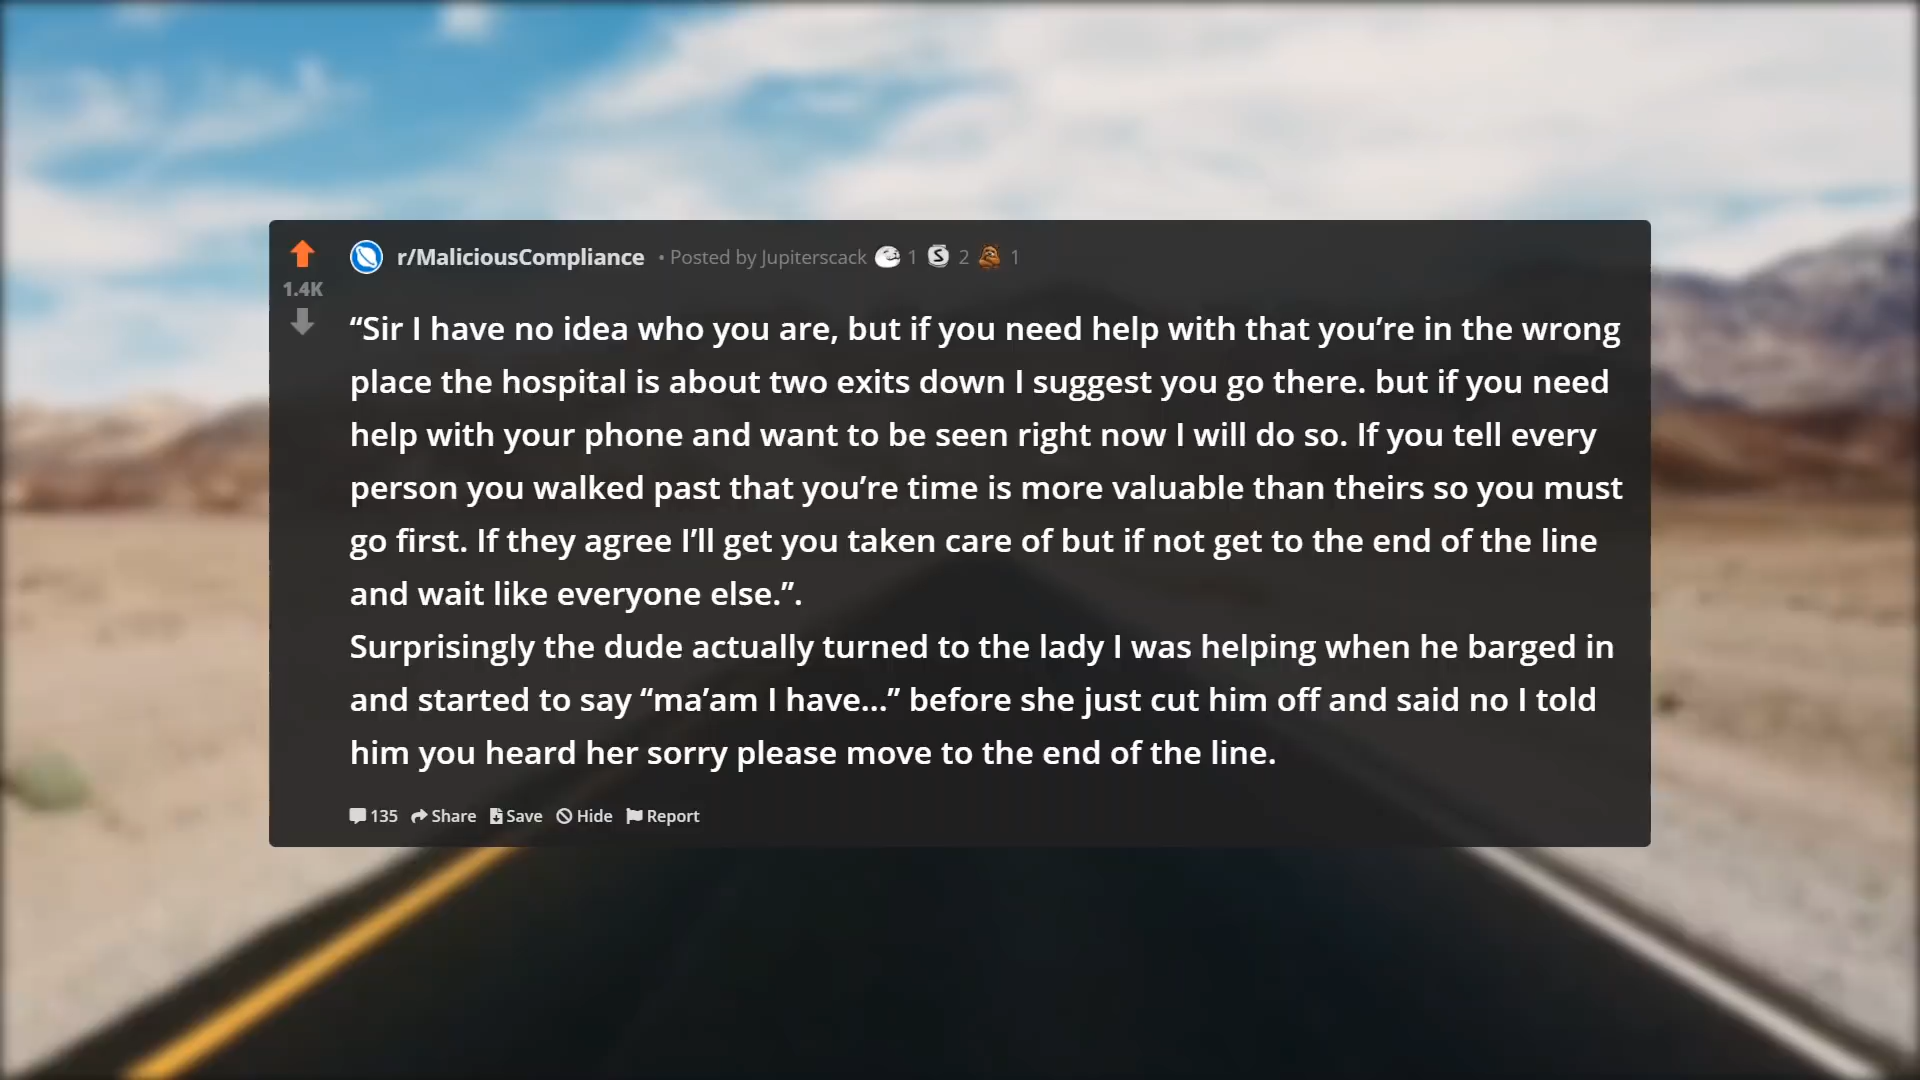 r/MaliciousCompliance • Posted by Jupiterscack 1 2 1
1.4K
“Sir I have no idea who you are, but if you need help with that you’re in the wrong
place the hospital is about two exits down I suggest you go there. but if you need
help with your phone and want to be seen right now I will do so. If you tell every
person you walked past that you’re time is more valuable than theirs so you must
go first. If they agree I’ll get you taken care of but if not get to the end of the line
and wait like everyone else.”.
Surprisingly the dude actually turned to the lady I was helping when he barged in
and started to say “ma’am I have...” before she just cut him off and said no I told
him you heard her sorry please move to the end of the line.
135 Share Save Hide Report